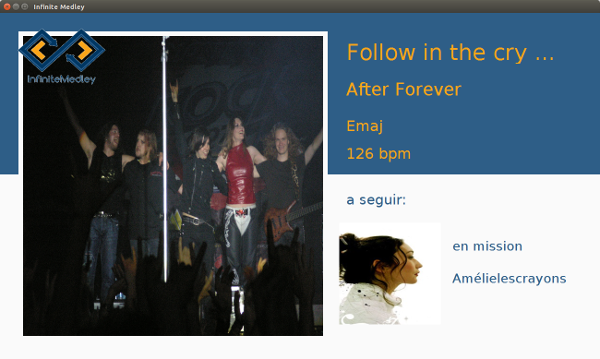 Infinite Medley
InfiniteMedley
Follow in the cry ...
After Forever
Emaj
126 bpm
a seguir:
en mission
Amélielescrayons